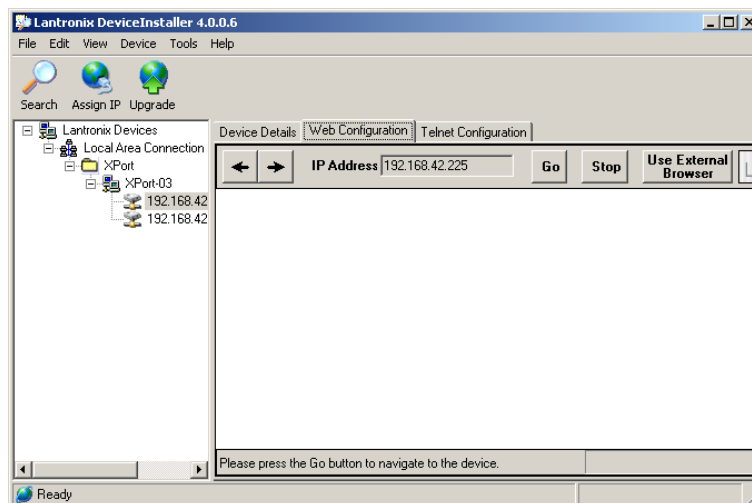 Lantronix DeviceInstaller 4.0.0.6
File Edit View Device Tools Help
Search Assign IP Upgrade
Lantronix Devices
Local Area Connection
XPort
XPort-03
192.168.42
192.168.42
Device Details Web Configuration Telnet Configuration
IP Address 192.168.42.225 Go Stop Use External Browser
Please press the Go button to navigate to the device.
Ready